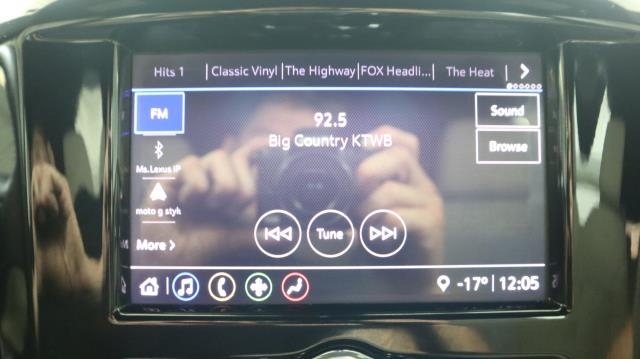 Hits 1 Classic Vinyl The Highway FOX Headli... The Heat
FM
92.5
Big Country KTWB
Sound
Browse
Ms.Lexus IP
moto g styl
More
Tune
-17° 12:05